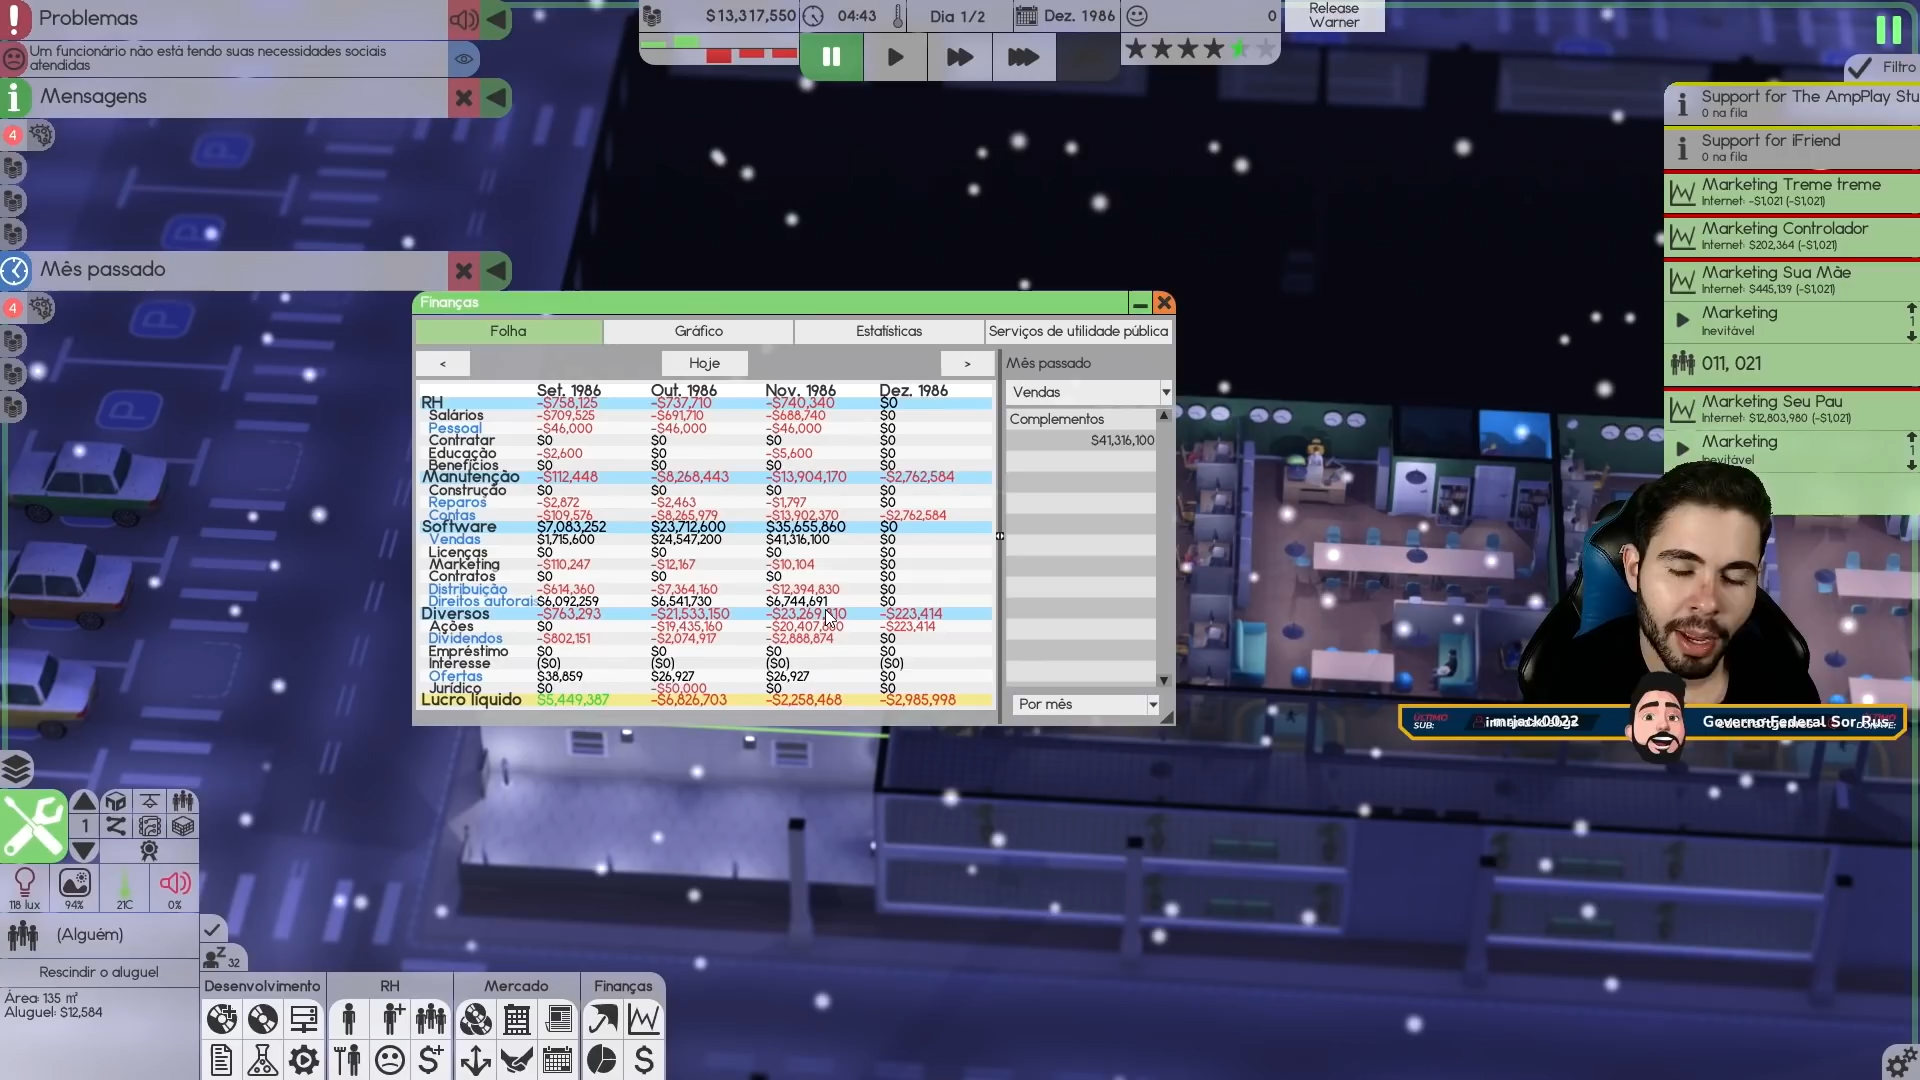 Problemas
Um funcionário não está tendo suas necessidades sociais
atendidas
Mensagens
4
Mês passado
4
$13,317,550
04:43
Dia 1/2
Dez. 1986
0
Release
Warner
Filtro
Support for The AmpPlay Stu
0 na fila
Support for iFriend
0 na fila
Marketing Treme treme
Internet: -$1,021 (-$1,021)
Marketing Controlador
Internet: $202,364 (-$1,021)
Marketing Sua Mãe
Internet: $445,139 (-$1,021)
Marketing
Inevitável
1
011, 021
Marketing Seu Pau
Internet: $12,803,980 (-$1,021)
Marketing
Inevitável
1
Finanças
Folha Gráfico Estatísticas Serviços de utilidade pública
< Hoje >
Mês passado
Vendas
Complementos
$41,316,100
Por mês
Set. 1986 Out. 1986 Nov. 1986 Dez. 1986
RH -$758,125 -$737,710 -$740,340 $0
Salários -$709,525 -$691,710 -$688,740 $0
Pessoal -$46,000 -$46,000 -$46,000 $0
Contratar $0 $0 $0 $0
Educação -$2,600 $0 -$5,600 $0
Benefícios $0 $0 $0 $0
Manutenção -$112,448 -$8,268,443 -$13,904,170 -$2,762,584
Construção $0 $0 $0 $0
Reparos -$2,872 -$2,463 -$1,797 $0
Contas -$109,576 -$8,265,979 -$13,902,370 -$2,762,584
Software $7,083,252 $23,712,600 $35,655,860 $0
Vendas $1,715,600 $24,547,200 $41,316,100 $0
Licenças $0 $0 $0 $0
Marketing -$110,247 -$12,167 -$10,104 $0
Contratos $0 $0 $0 $0
Distribuição -$614,360 -$7,364,160 -$12,394,830 $0
Direitos autorais $6,092,259 $6,541,730 $6,744,691 $0
Diversos -$763,293 -$21,533,150 -$223,414
Ações $0 -$19,435,160 -$223,414
Dividendos -$802,151 -$2,074,917 -$2,888,874 $0
Empréstimo $0 $0 $0 $0
Interesse ($0) ($0) ($0) ($0)
Ofertas $38,859 $26,927 $26,927 $0
Jurídico $0 -$50,000 $0 $0
Lucro líquido $5,449,387 -$6,826,703 -$2,258,468 -$2,985,998
ÚLTIMO
SUB:
mrjack0022
Governo Federal Sor Rus
DONATE:
1
118 lux
94%
21C
0%
(Alguém)
Z
32
Rescindir o aluguel
Área: 135 m²
Aluguel: $12,584
Desenvolvimento RH Mercado Finanças